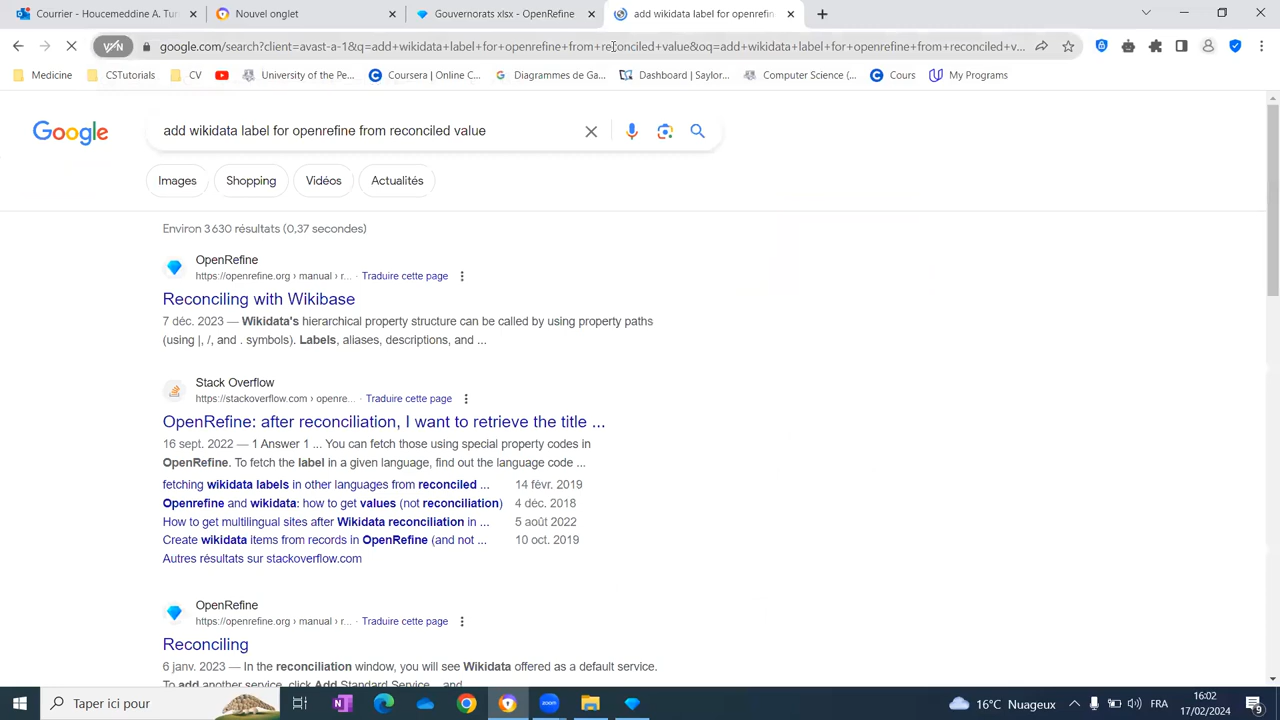 Courrier - Houcemeddine A. Tur
Nouvel onglet
Gouvernorats xlsx - OpenRefine
add wikidata label for openrefin
VPN
google.com/search?client=avast-a-1&q=add+wikidata+label+for+openrefine+from+reconciled+value&oq=add+wikidata+label+for+openrefine+from+reconciled+v...
Medicine
CSTutorials
CV
University of the Pe...
Coursera | Online C...
Diagrammes de Ga...
Dashboard | Saylor...
Computer Science (...
Cours
My Programs
Google
add wikidata label for openrefine from reconciled value
Images
Shopping
Vidéos
Actualités
Environ 3 630 résultats (0,37 secondes)
OpenRefine
https://openrefine.org › manual › r... · Traduire cette page
Reconciling with Wikibase
7 déc. 2023 — Wikidata's hierarchical property structure can be called by using property paths
(using |, /, and . symbols). Labels, aliases, descriptions, and ...
Stack Overflow
https://stackoverflow.com › openre... · Traduire cette page
OpenRefine: after reconciliation, I want to retrieve the title ...
16 sept. 2022 — 1 Answer 1 ... You can fetch those using special property codes in
OpenRefine. To fetch the label in a given language, find out the language code ...
fetching wikidata labels in other languages from reconciled ... 14 févr. 2019
Openrefine and wikidata: how to get values (not reconciliation) 4 déc. 2018
How to get multilingual sites after Wikidata reconciliation in ... 5 août 2022
Create wikidata items from records in OpenRefine (and not ... 10 oct. 2019
Autres résultats sur stackoverflow.com
OpenRefine
https://openrefine.org › manual › r... · Traduire cette page
Reconciling
6 janv. 2023 — In the reconciliation window, you will see Wikidata offered as a default service.
To add another service, click Add Standard Service... and
Taper ici pour
zoom
16°C Nuageux
FRA
16:02
17/02/2024
9